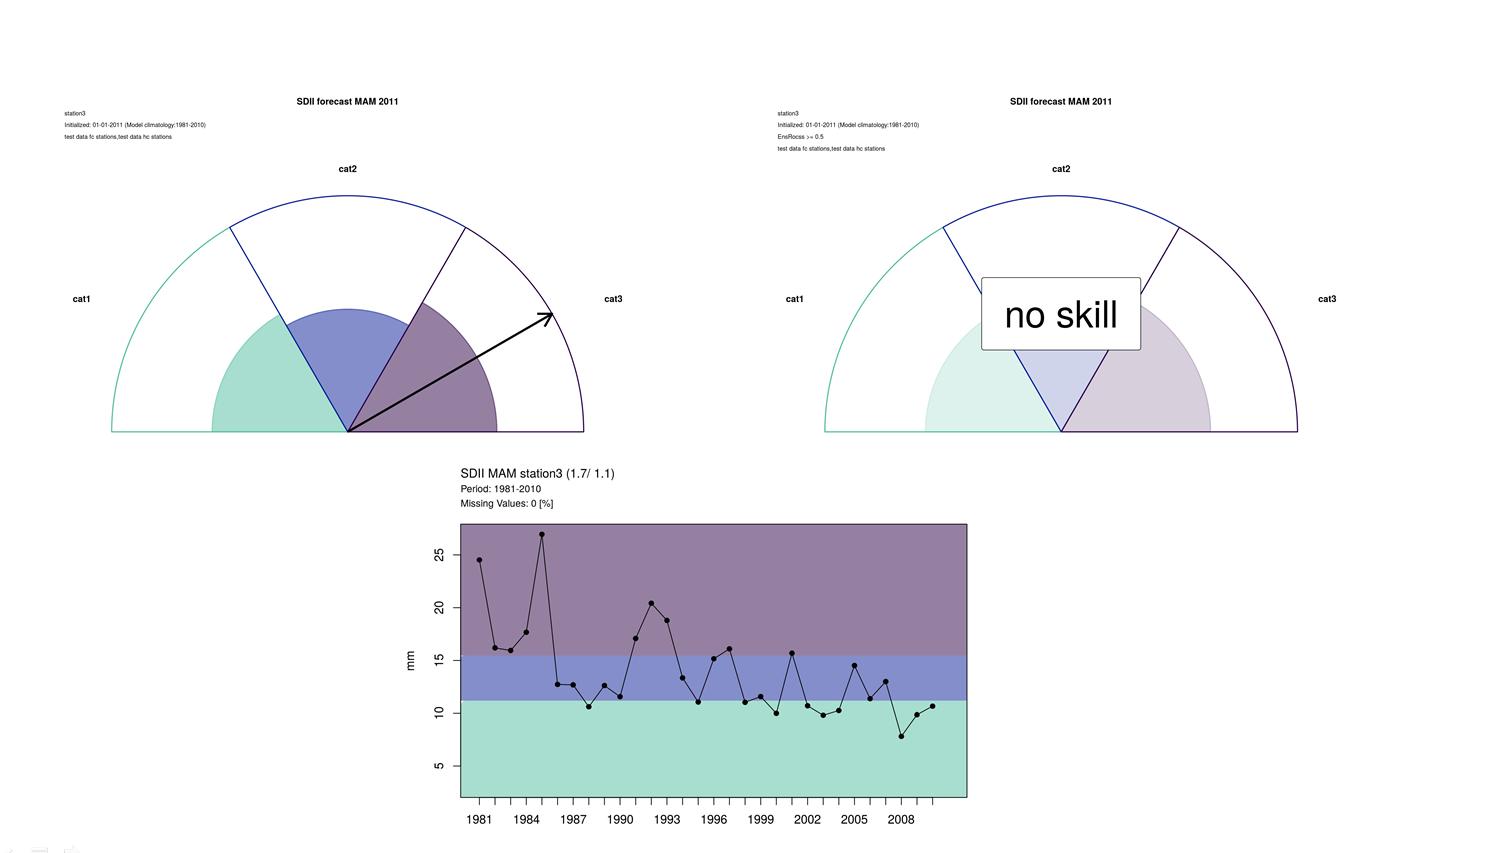 SDII forecast MAM 2011
station3
Initialized: 01-01-2011 (Model climatology:1981-2010)
test data fc stations,test data hc stations
cat2
cat1
cat3
SDII forecast MAM 2011
station3
Initialized: 01-01-2011 (Model climatology:1981-2010)
EnsRocss >= 0.5
test data fc stations,test data hc stations
cat2
cat1
cat3
no skill
SDII MAM station3 (1.7/ 1.1)
Period: 1981-2010
Missing Values: 0 [%]
mm
25
20
15
10
5
1981 1984 1987 1990 1993 1996 1999 2002 2005 2008